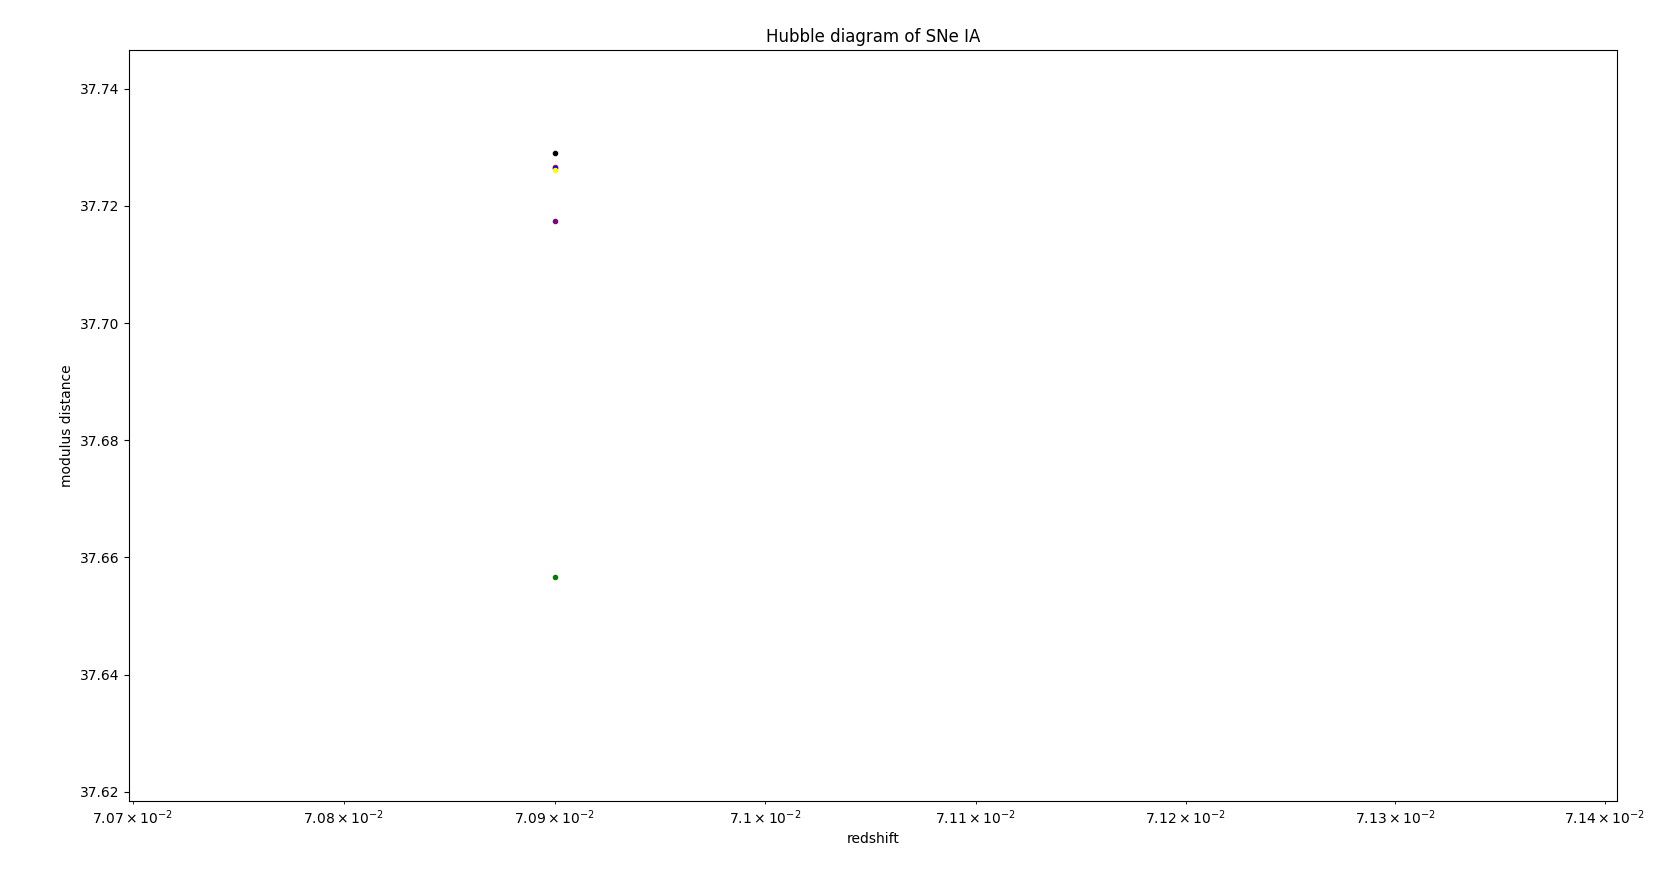 Hubble diagram of SNe IA
37.74
37.72
37.70
37.68
37.66
37.64
37.62
modulus distance
7.07 × 10⁻² 7.08 × 10⁻² 7.09 × 10⁻² 7.1 × 10⁻² 7.11 × 10⁻² 7.12 × 10⁻² 7.13 × 10⁻² 7.14 × 10⁻²
redshift